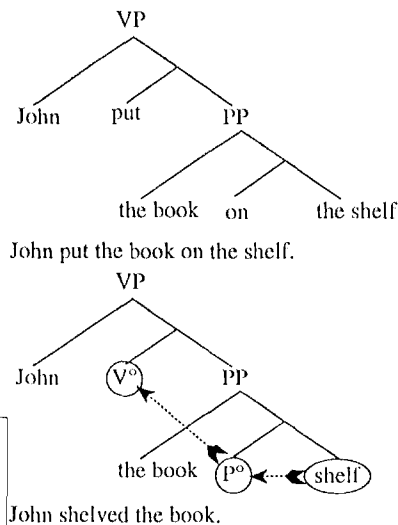 VP
John put PP
the book on the shelf
John put the book on the shelf.
VP
John V° PP
the book P° shelf
John shelved the book.